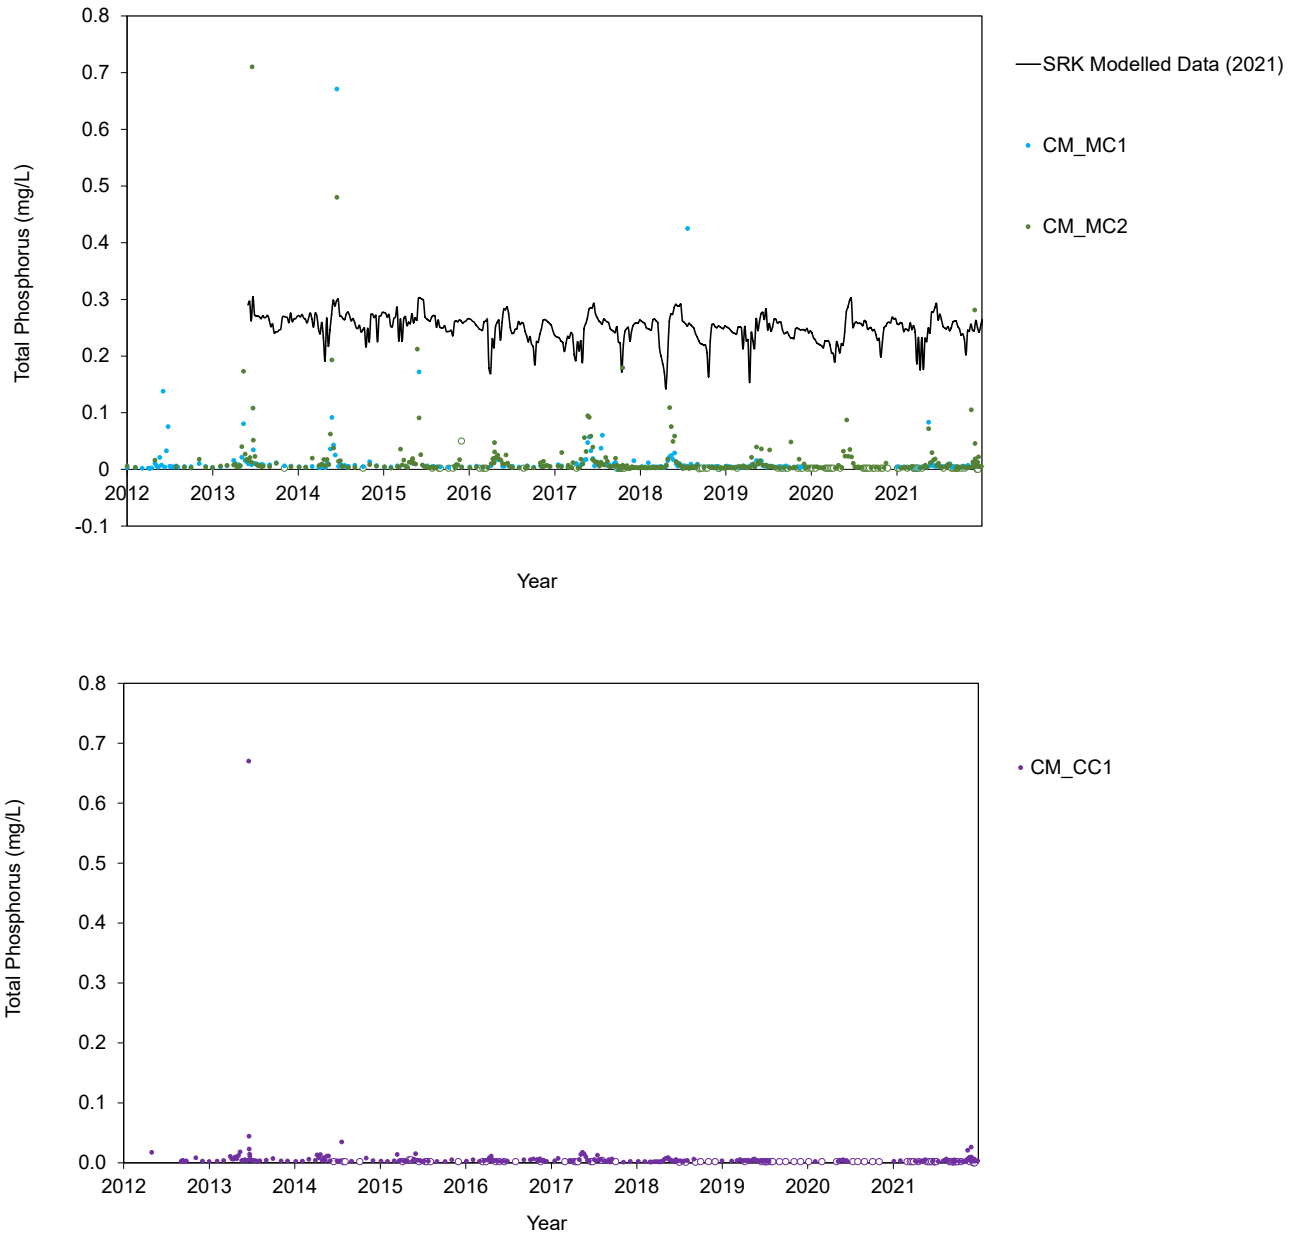 0.8
0.7
0.6
0.5
0.4
0.3
0.2
0.1
0
-0.1
Total Phosphorus (mg/L)
2012 2013 2014 2015 2016 2017 2018 2019 2020 2021
Year
SRK Modelled Data (2021)
CM_MC1
CM_MC2
0.8
0.7
0.6
0.5
0.4
0.3
0.2
0.1
0.0
Total Phosphorus (mg/L)
2012 2013 2014 2015 2016 2017 2018 2019 2020 2021
Year
CM_CC1